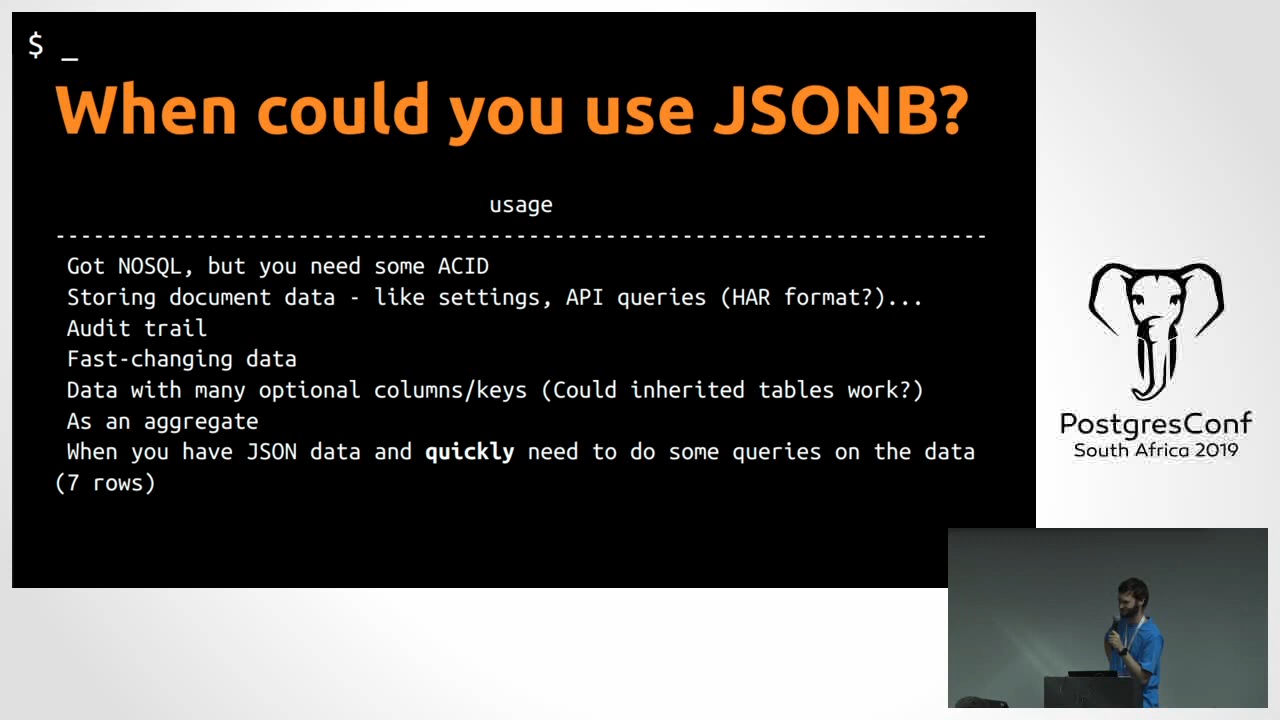 $ _
When could you use JSONB?
usage
-------------------------------------------------------------------------
Got NOSQL, but you need some ACID
Storing document data - like settings, API queries (HAR format?)...
Audit trail
Fast-changing data
Data with many optional columns/keys (Could inherited tables work?)
As an aggregate
When you have JSON data and quickly need to do some queries on the data
(7 rows)
PostgresConf
South Africa 2019